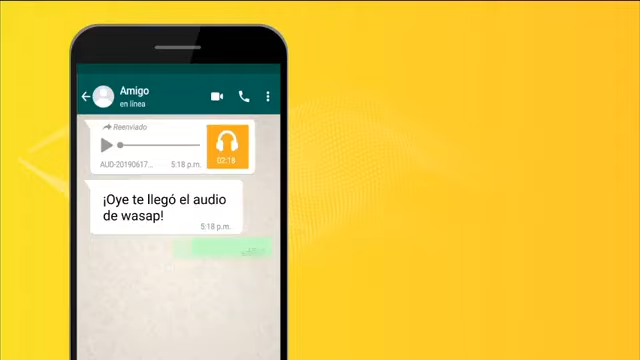 Amigo
en línea
Reenviado
02:18
AUD-20190617... 5:18 p.m.
¡Oye te llegó el audio
de wasap!
5:18 p.m.